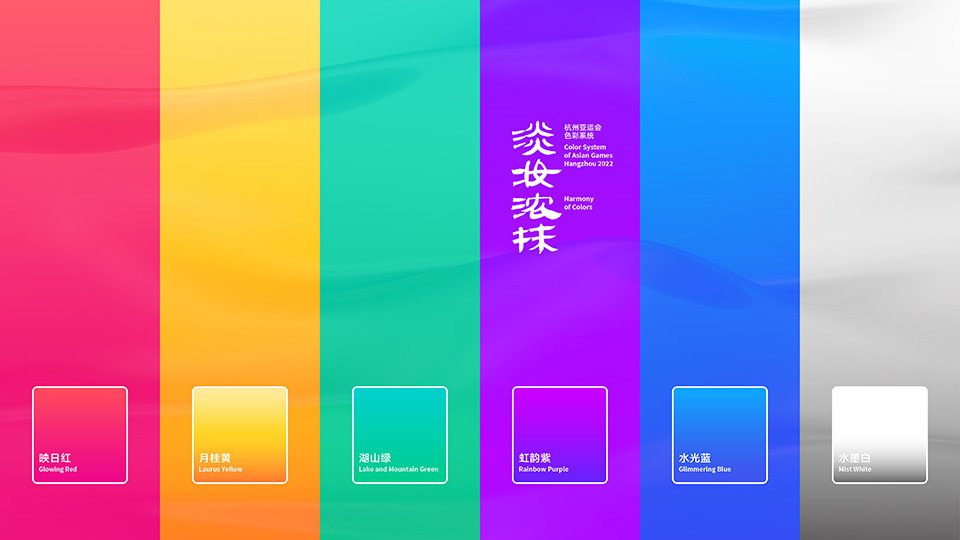 淡妆浓抹
杭州亚运会
色彩系统
Color System
of Asian Games
Hangzhou 2022
Harmony
of Colors
映日红
Glowing Red
月桂黄
Laurus Yellow
湖山绿
Lake and Mountain Green
虹韵紫
Rainbow Purple
水光蓝
Glimmering Blue
水墨白
Mist White